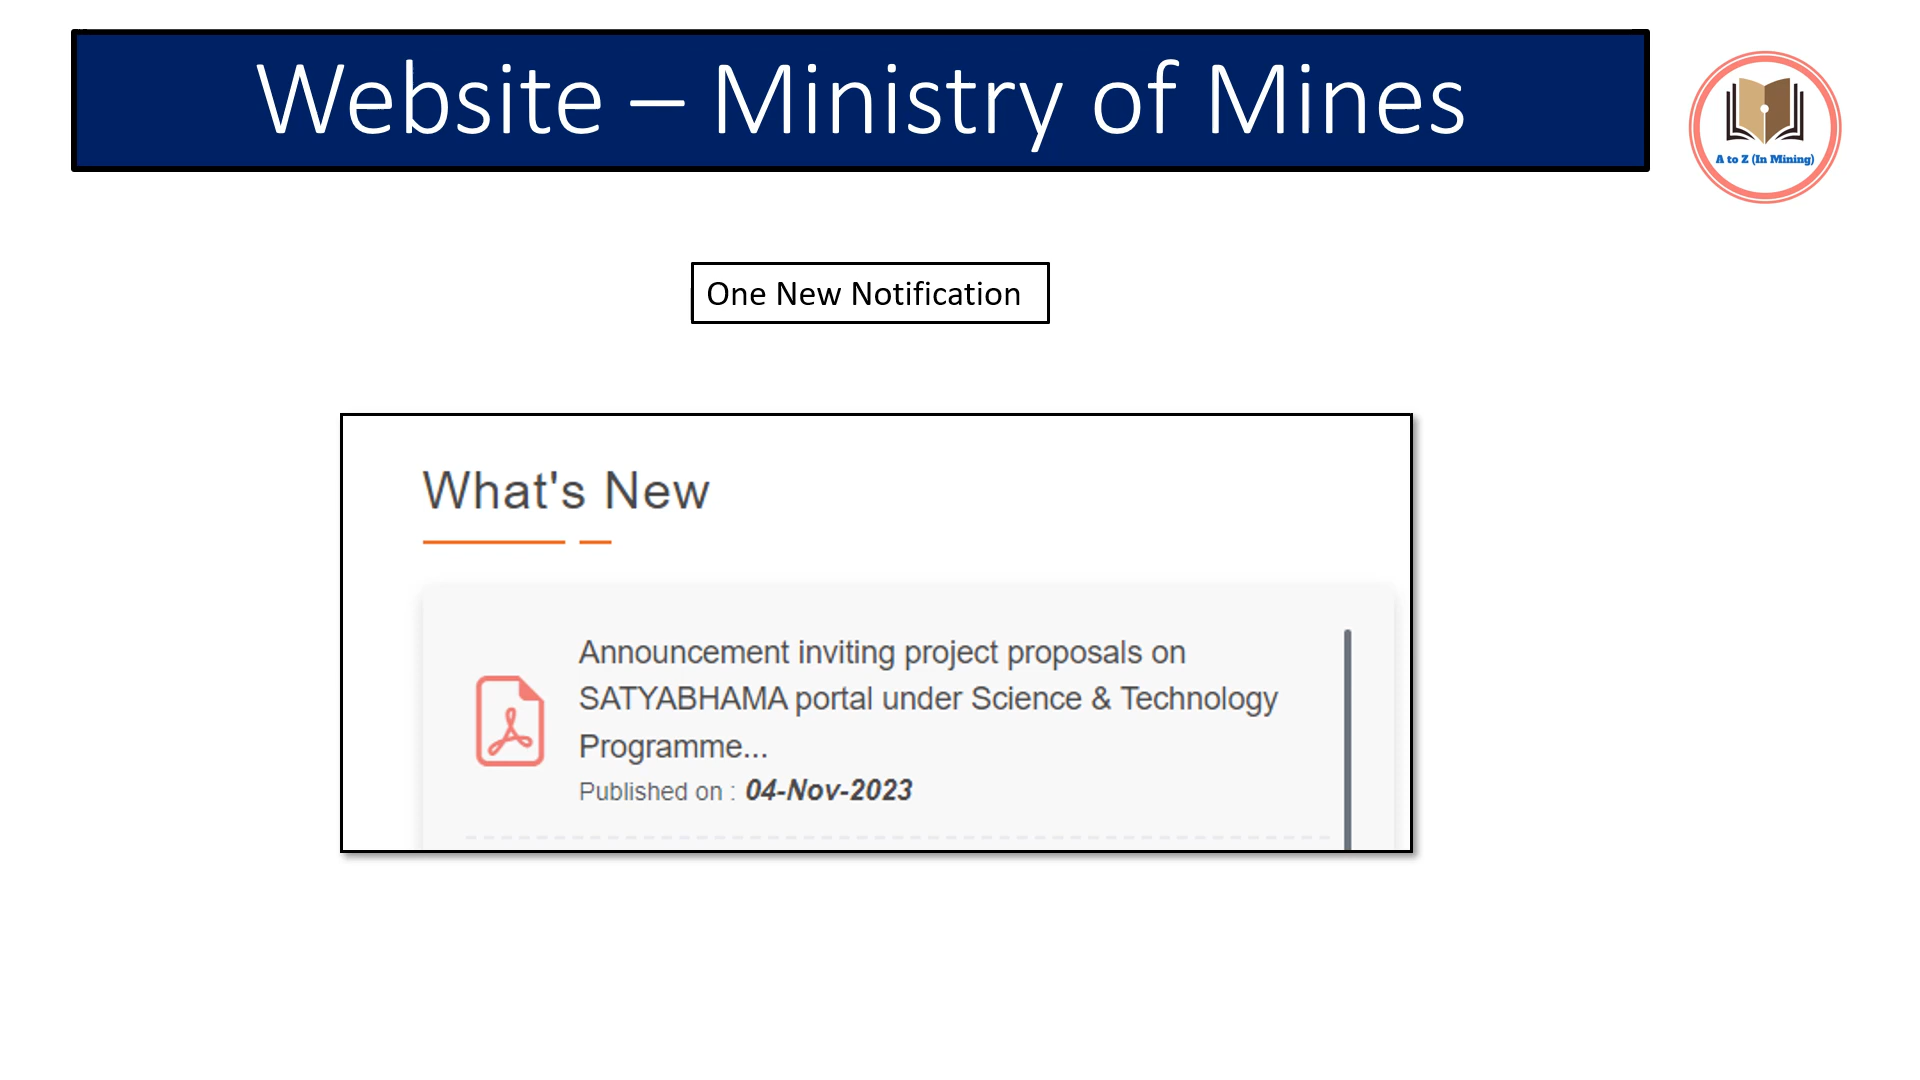 Website – Ministry of Mines
A to Z (In Mining)
One New Notification
What's New
Announcement inviting project proposals on
SATYABHAMA portal under Science & Technology
Programme...
Published on : 04-Nov-2023